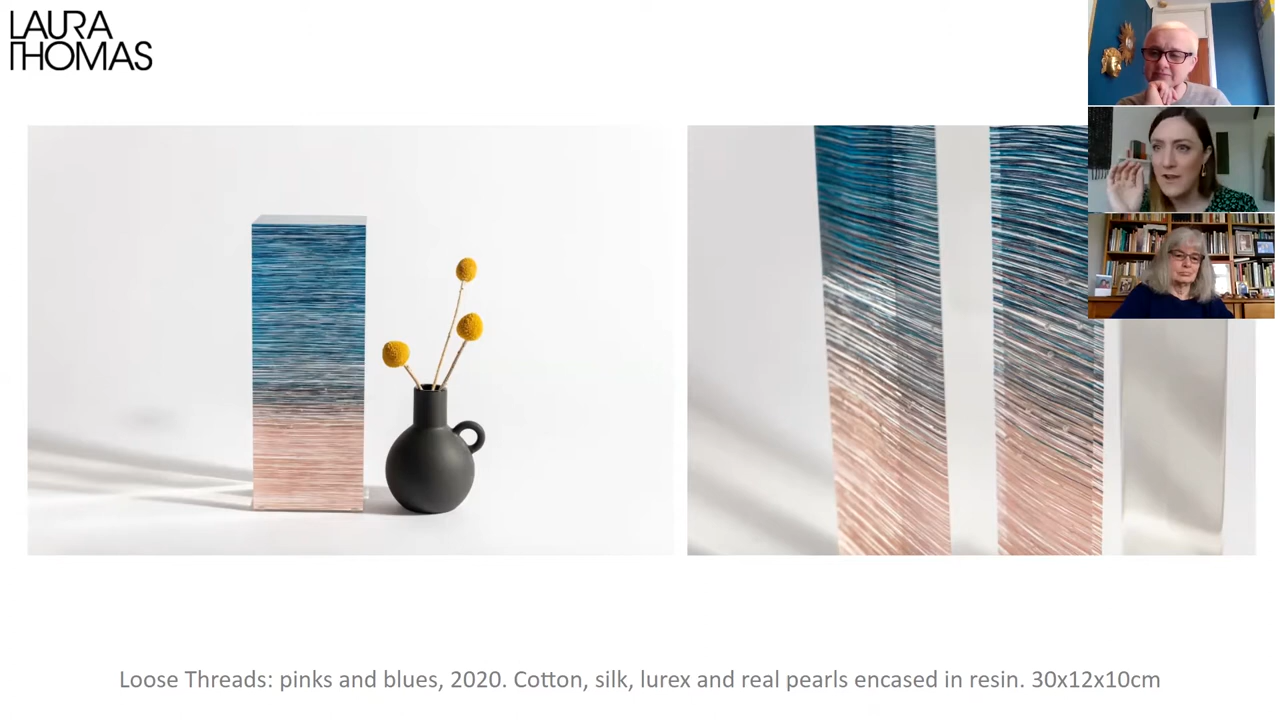 LAURA
THOMAS
Loose Threads: pinks and blues, 2020. Cotton, silk, lurex and real pearls encased in resin. 30x12x10cm